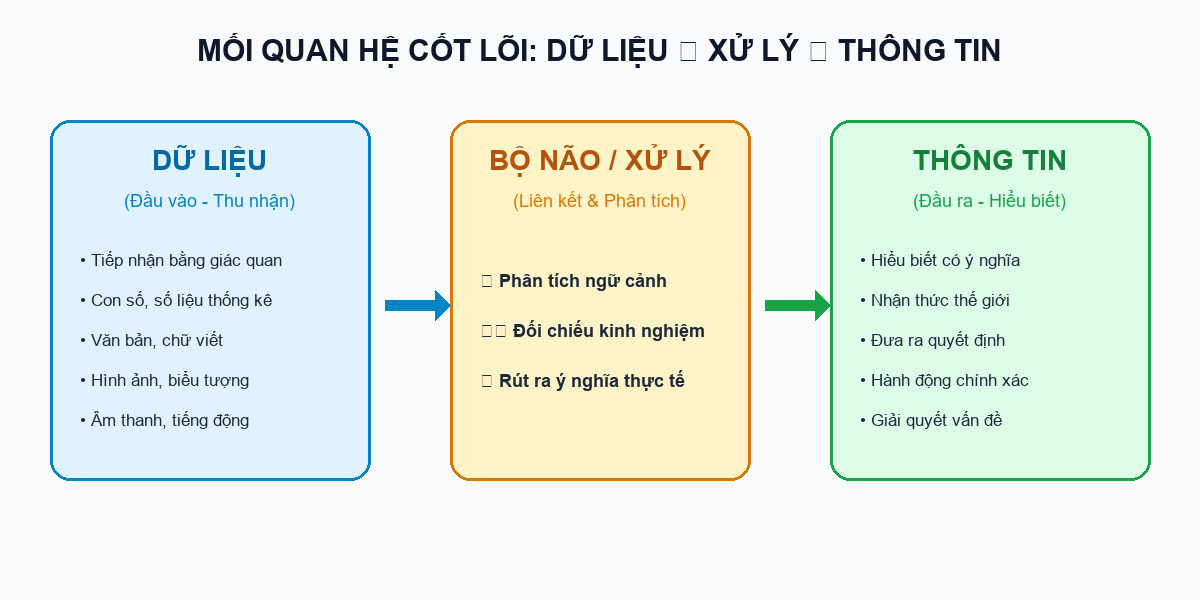 MỐI QUAN HỆ CỐT LÕI: DỮ LIỆU □ XỬ LÝ □ THÔNG TIN
DỮ LIỆU
(Đầu vào - Thu nhận)
• Tiếp nhận bằng giác quan
• Con số, số liệu thống kê
• Văn bản, chữ viết
• Hình ảnh, biểu tượng
• Âm thanh, tiếng động
BỘ NÃO / XỬ LÝ
(Liên kết & Phân tích)
□ Phân tích ngữ cảnh
□□ Đối chiếu kinh nghiệm
□ Rút ra ý nghĩa thực tế
THÔNG TIN
(Đầu ra - Hiểu biết)
• Hiểu biết có ý nghĩa
• Nhận thức thế giới
• Đưa ra quyết định
• Hành động chính xác
• Giải quyết vấn đề